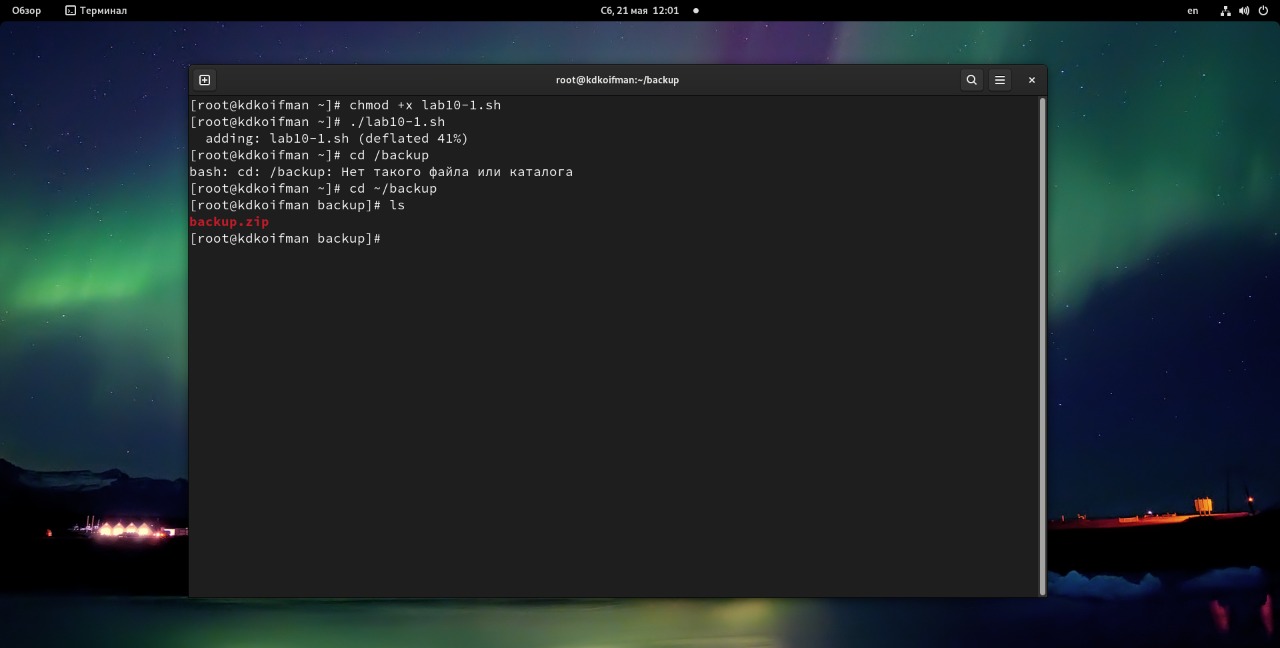 Обзор Терминал Сб, 21 мая 12:01 en
root@kdkoifman:~/backup
[root@kdkoifman ~]# chmod +x lab10-1.sh
[root@kdkoifman ~]# ./lab10-1.sh
  adding: lab10-1.sh (deflated 41%)
[root@kdkoifman ~]# cd /backup
bash: cd: /backup: Нет такого файла или каталога
[root@kdkoifman ~]# cd ~/backup
[root@kdkoifman backup]# ls
backup.zip
[root@kdkoifman backup]#